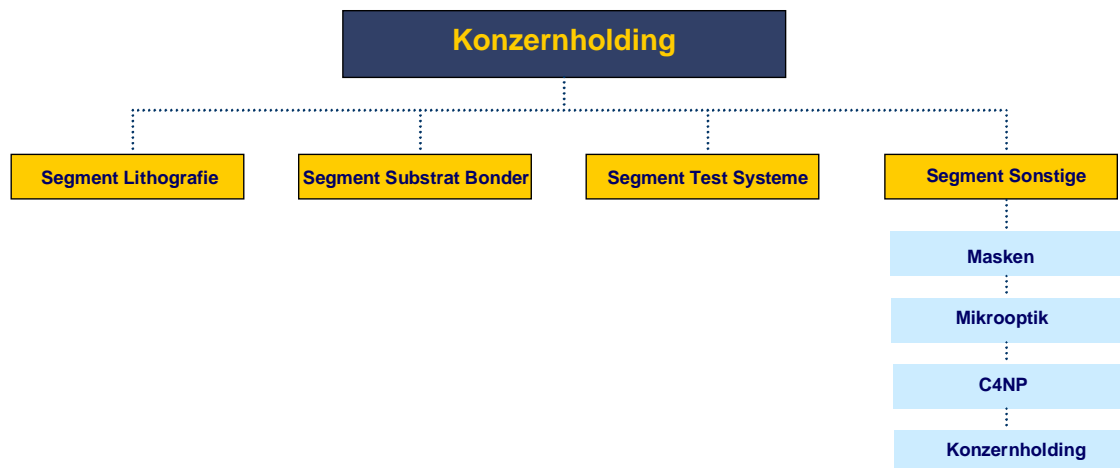 Konzernholding
Segment Lithografie
Segment Substrat Bonder
Segment Test Systeme
Segment Sonstige
Masken
Mikrooptik
C4NP
Konzernholding